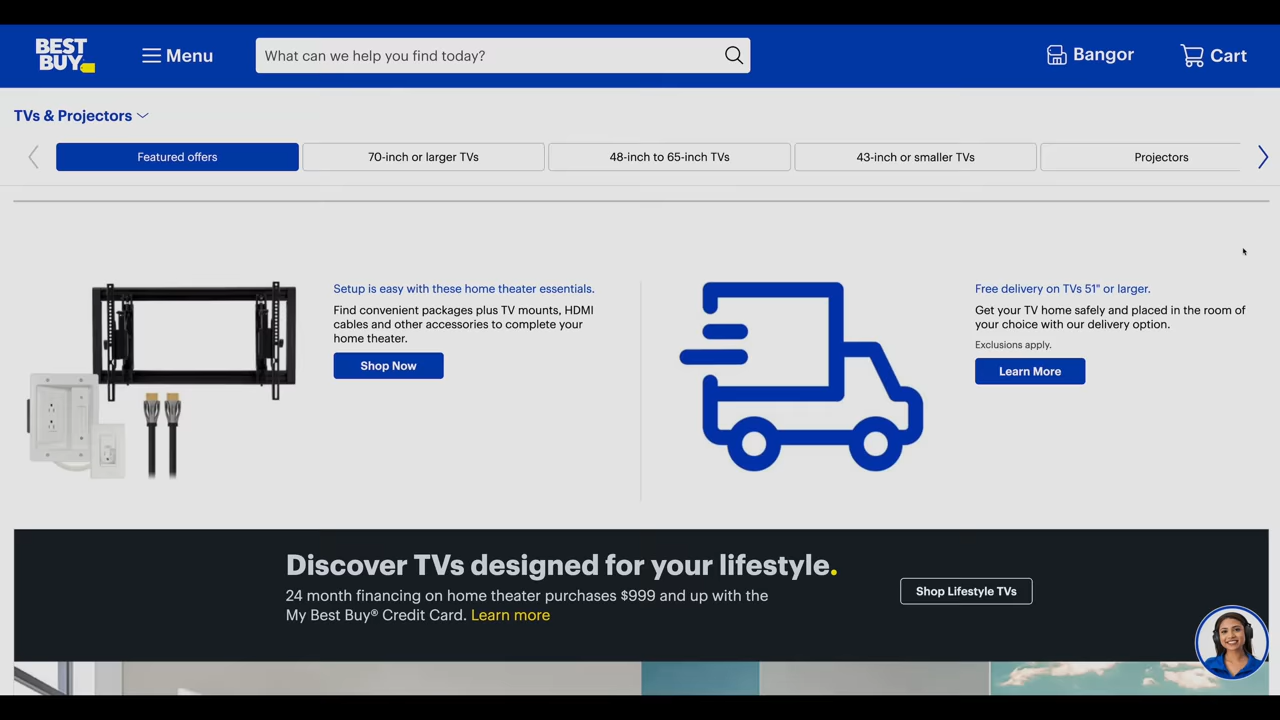 BEST
BUY
Menu
What can we help you find today?
Bangor
Cart
TVs & Projectors
Featured offers
70-inch or larger TVs
48-inch to 65-inch TVs
43-inch or smaller TVs
Projectors
Setup is easy with these home theater essentials.
Find convenient packages plus TV mounts, HDMI
cables and other accessories to complete your
home theater.
Shop Now
Free delivery on TVs 51" or larger.
Get your TV home safely and placed in the room of
your choice with our delivery option.
Exclusions apply.
Learn More
Discover TVs designed for your lifestyle.
24 month financing on home theater purchases $999 and up with the
My Best Buy® Credit Card. Learn more
Shop Lifestyle TVs